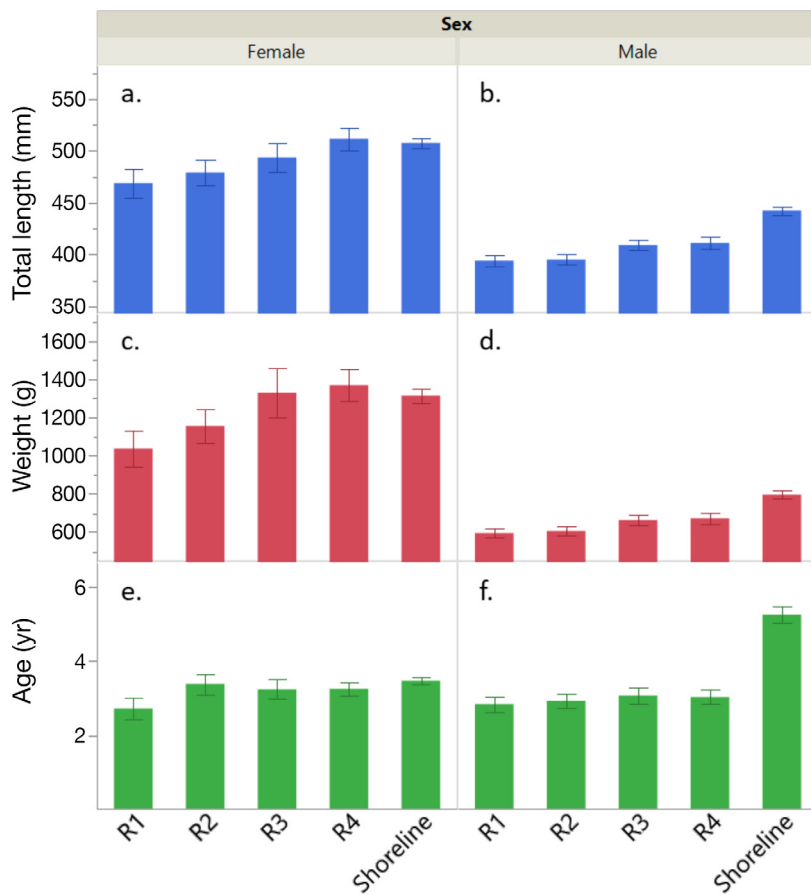 Sex
Female Male
a. b.
Total length (mm)
550
500
450
400
350
c. d.
Weight (g)
1600
1400
1200
1000
800
600
e. f.
Age (yr)
6
4
2
R1 R2 R3 R4 Shoreline R1 R2 R3 R4 Shoreline